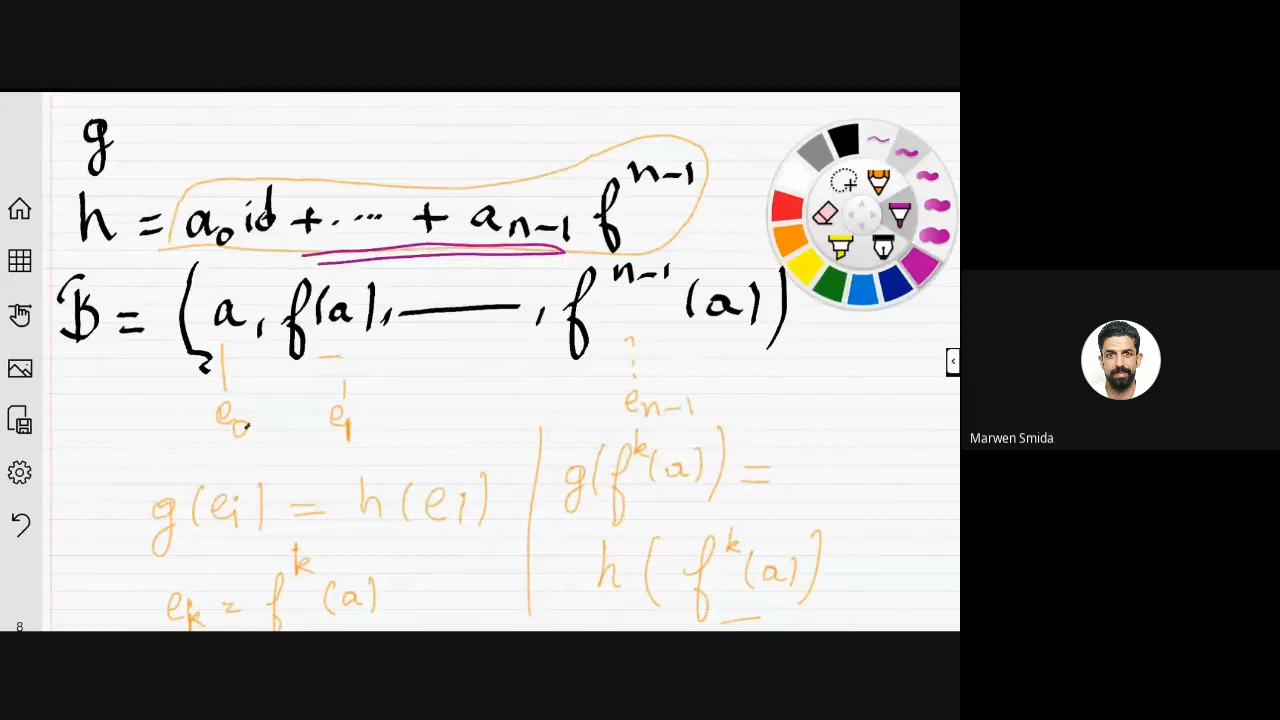 g
h = a₀ id + ... + aₙ₋₁ fⁿ⁻¹
B = (a, f(a), ——, fⁿ⁻¹(a))
e₀ e₁ eₙ₋₁
g(eᵢ) = h(eᵢ)
eₖ = fᵏ(a)
g(fᵏ(a)) =
h(fᵏ(a))
8
Marwen Smida